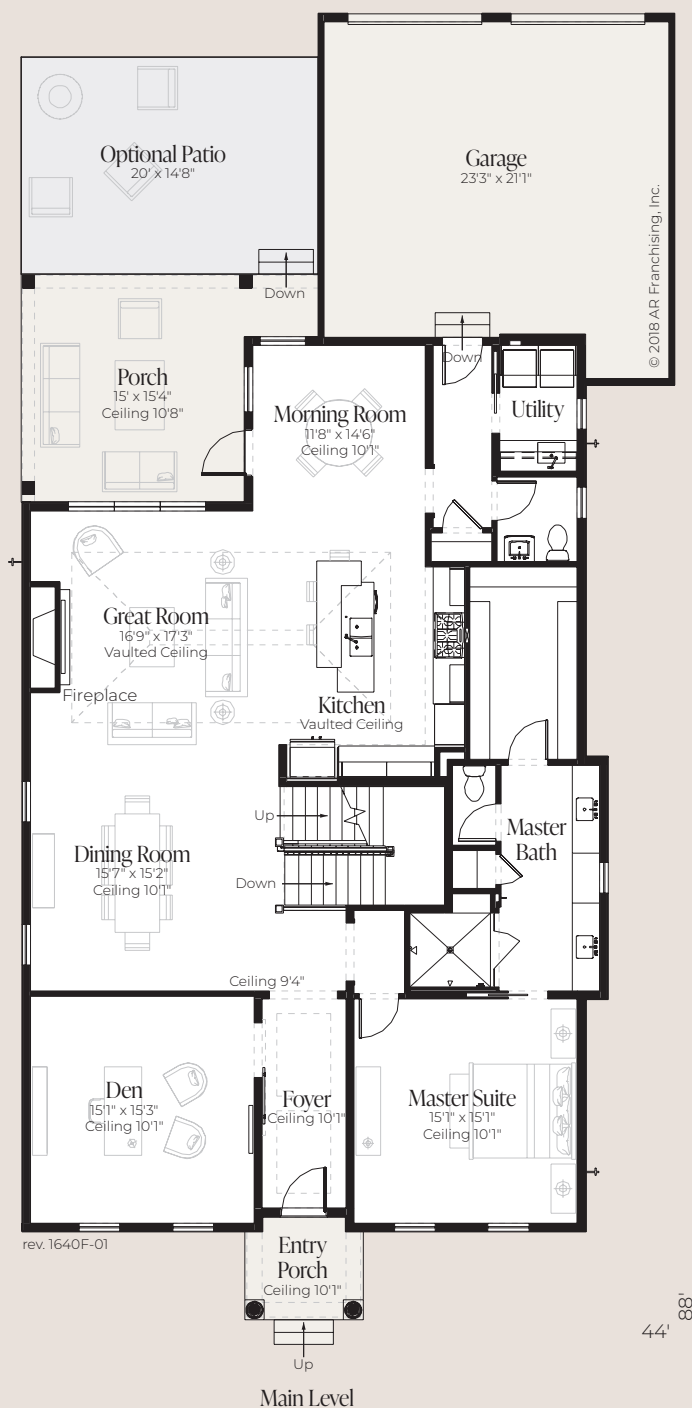 Optional Patio
20' x 14'8"
Garage
23'3" x 21'1"
© 2018 AR Franchising, Inc.
Down
Down
Porch
15' x 15'4"
Ceiling 10'8"
Morning Room
11'8" x 14'6"
Ceiling 10'1"
Utility
Great Room
16'9" x 17'3"
Vaulted Ceiling
Fireplace
Kitchen
Vaulted Ceiling
Up
Down
Master
Bath
Dining Room
15'7" x 15'2"
Ceiling 10'1"
Ceiling 9'4"
Den
15'1" x 15'3"
Ceiling 10'1"
Foyer
Ceiling 10'1"
Master Suite
15'1" x 15'1"
Ceiling 10'1"
rev. 1640F-01
Entry
Porch
Ceiling 10'1"
Up
44'
88'
Main Level